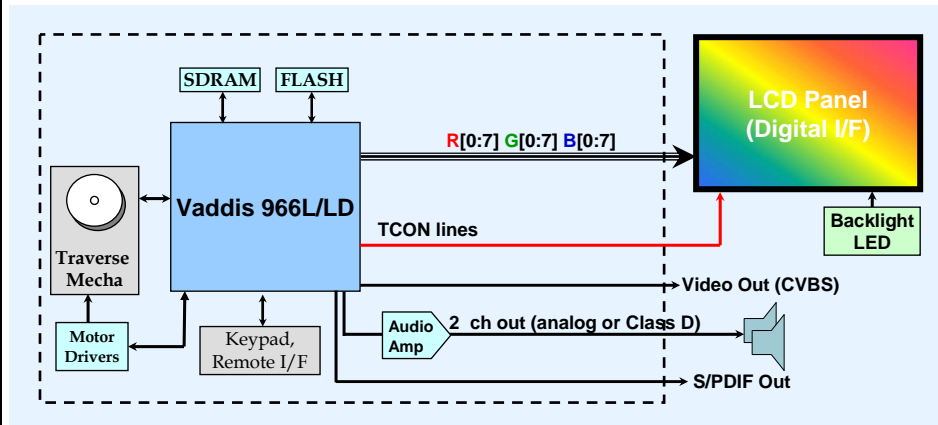 SDRAM
FLASH
LCD Panel
(Digital I/F)
R[0:7] G[0:7] B[0:7]
Vaddis 966L/LD
Traverse
Mecha
TCON lines
Backlight
LED
Video Out (CVBS)
Motor
Drivers
Keypad,
Remote I/F
Audio
Amp
2 ch out (analog or Class D)
S/PDIF Out